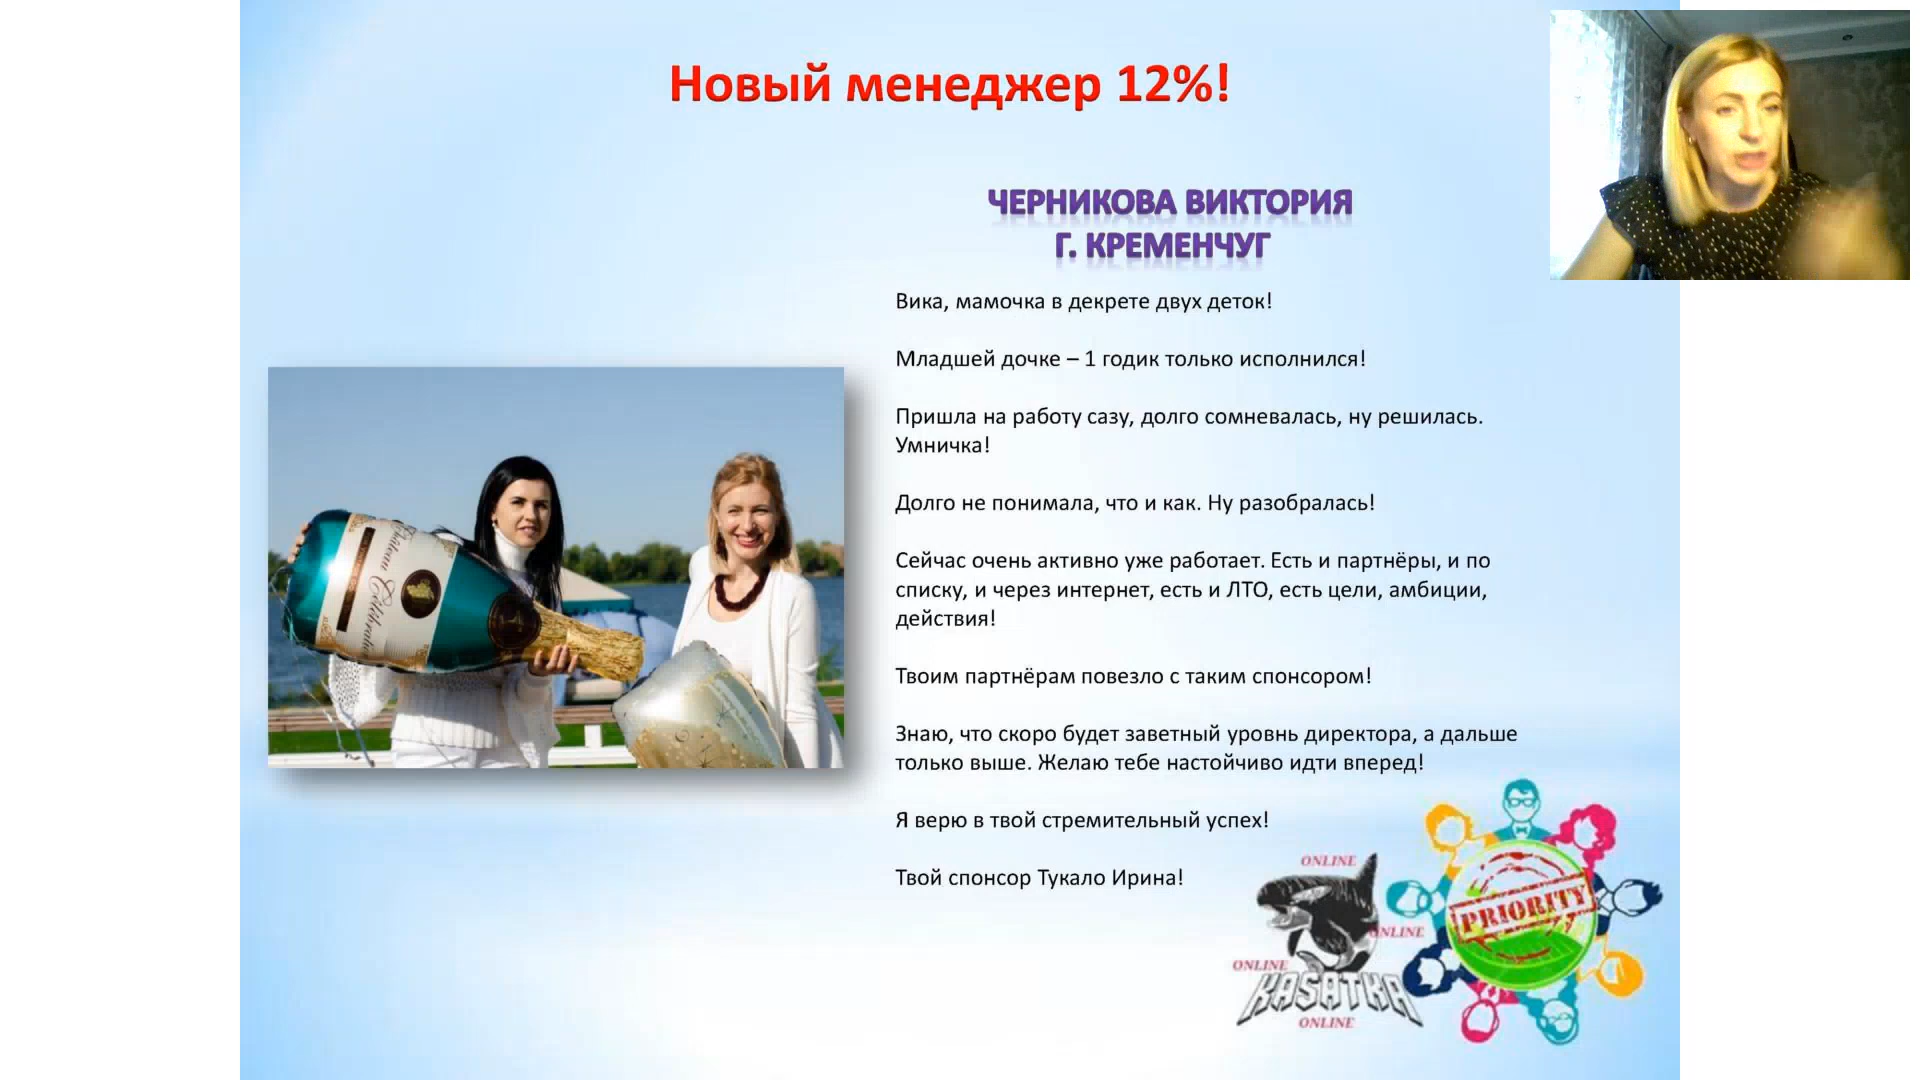 Новый менеджер 12%!
ЧЕРНИКОВА ВИКТОРИЯ
Г. КРЕМЕНЧУГ
Вика, мамочка в декрете двух деток!
Младшей дочке – 1 годик только исполнился!
Пришла на работу сазу, долго сомневалась, ну решилась.
Умничка!
Долго не понимала, что и как. Ну разобралась!
Сейчас очень активно уже работает. Есть и партнёры, и по
списку, и через интернет, есть и ЛТО, есть цели, амбиции,
действия!
Твоим партнёрам повезло с таким спонсором!
Знаю, что скоро будет заветный уровнь директора, а дальше
только выше. Желаю тебе настойчиво идти вперед!
Я верю в твой стремительный успех!
Твой спонсор Тукало Ирина!
ONLINE
ONLINE
ONLINE
KASATKA
ONLINE
PRIORITY